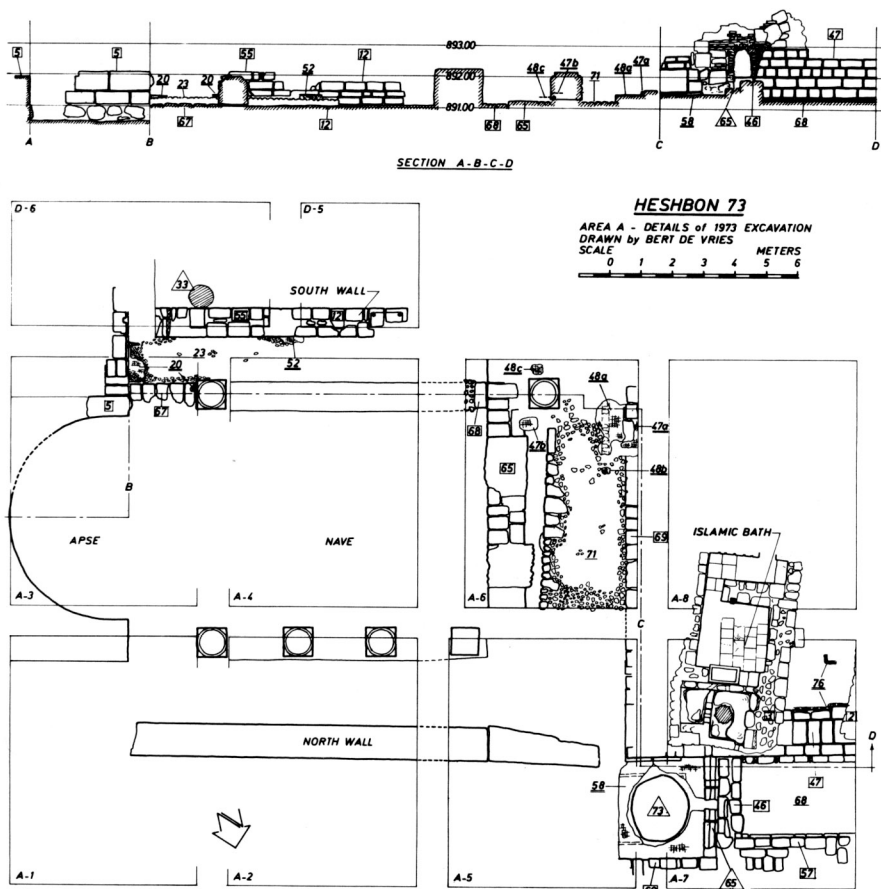 5 5 55 12 47
20 23 20 52 48c 47b 71 48a 47a
893.00
892.00
891.00
67 12 68 65 58 65 46 68
A B C D
SECTION A-B-C-D
HESHBON 73
AREA A - DETAILS of 1973 EXCAVATION
DRAWN by BERT DE VRIES
SCALE METERS
0 1 2 3 4 5 6
D-6 D-5
33 SOUTH WALL
55 12
23 52
20
48c 48a
5 67 68 47b 47a
65 48b
B
APSE NAVE 69 ISLAMIC BATH
71
A-3 A-4 A-6 A-8
C
76
NORTH WALL D
47
58 73 46 68
57
A-1 A-2 A-5 A-7 65